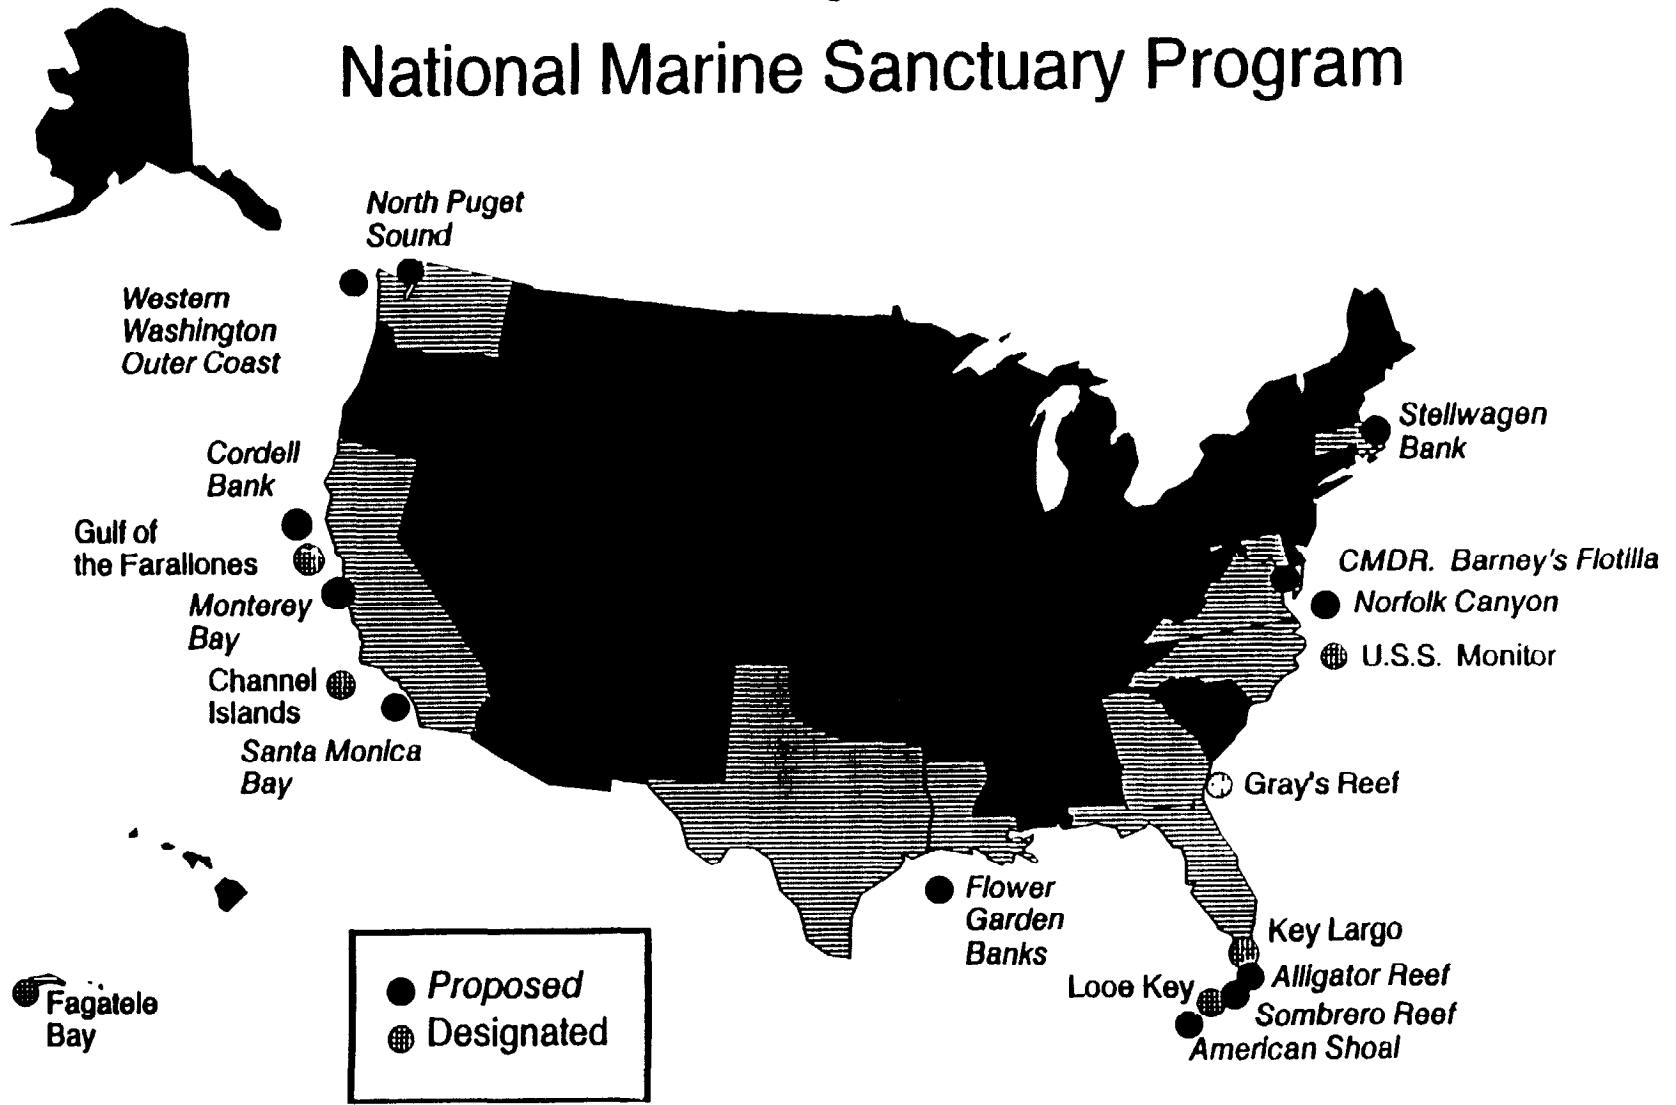 National Marine Sanctuary Program
North Puget
Sound
Western
Washington
Outer Coast
Cordell
Bank
Gulf of
the Farallones
Monterey
Bay
Channel
Islands
Santa Monica
Bay
Stellwagen
Bank
CMDR. Barney's Flotilla
Norfolk Canyon
U.S.S. Monitor
Gray's Reef
Flower
Garden
Banks
Key Largo
Alligator Reef
Looe Key
Sombrero Reef
American Shoal
Fagatele
Bay
Proposed
Designated